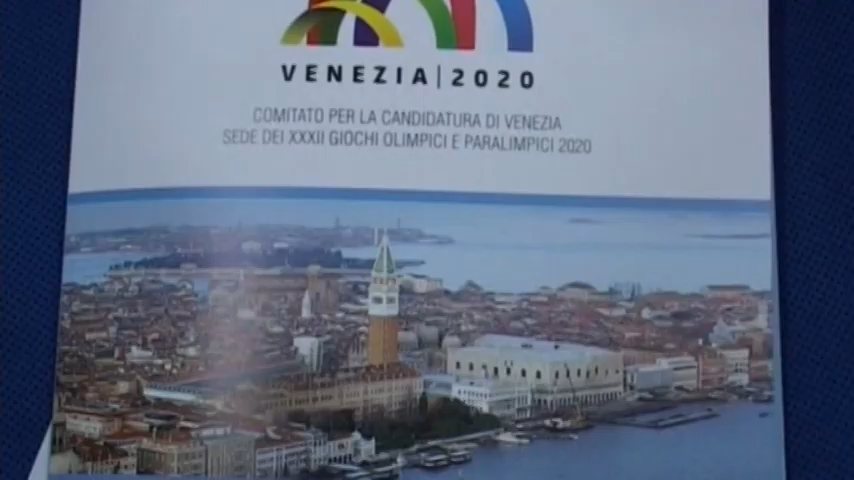 VENEZIA|2020
COMITATO PER LA CANDIDATURA DI VENEZIA
SEDE DEI XXXII GIOCHI OLIMPICI E PARALIMPICI 2020